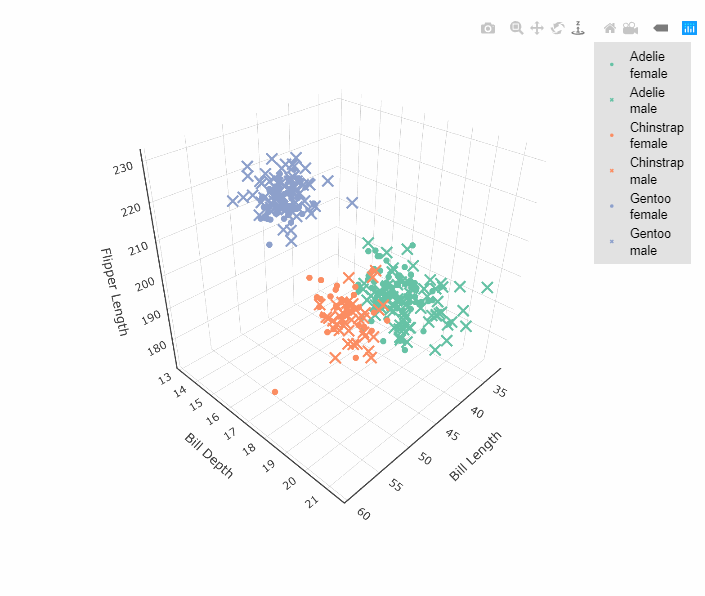 Adelie
female
Adelie
male
Chinstrap
female
Chinstrap
male
Gentoo
female
Gentoo
male
230
220
210
200
190
180
Flipper Length
13
14
15
16
17
18
19
20
21
Bill Depth
35
40
45
50
55
60
Bill Length
z